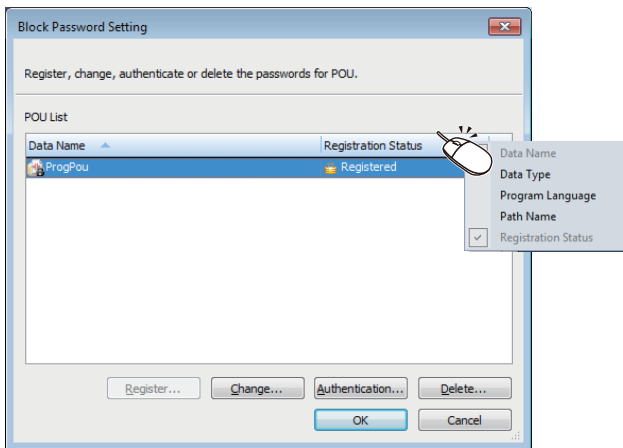 Block Password Setting
Register, change, authenticate or delete the passwords for POU.
POU List
Data Name
Registration Status
ProgPou
Registered
Data Name
Data Type
Program Language
Path Name
Registration Status
Register...
Change...
Authentication...
Delete...
OK
Cancel